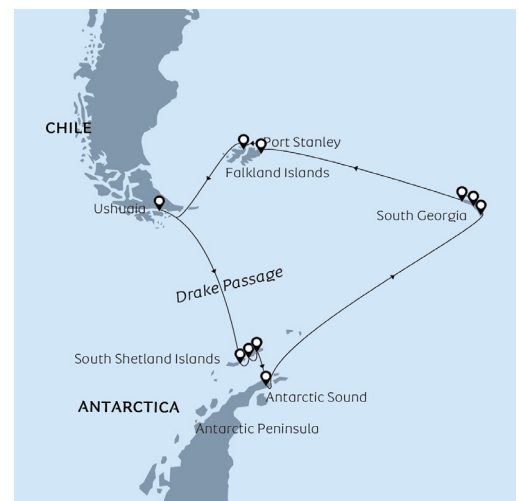 CHILE
Port Stanley
Falkland Islands
Ushuaia
South Georgia
Drake Passage
South Shetland Islands
Antarctic Sound
ANTARCTICA
Antarctic Peninsula